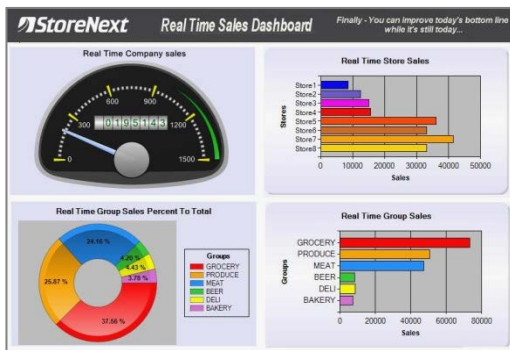 StoreNext Real Time Sales Dashboard
Finally - You can improve today's bottom line
while it's still today...
Real Time Company sales
0
300
600
900
1200
1500
0195143
Real Time Store Sales
Stores
Store1
Store2
Store3
Store4
Store5
Store6
Store7
Store8
0 10000 20000 30000 40000 50000
Sales
Real Time Group Sales Percent To Total
24.16 %
4.20 %
4.43 %
3.78 %
25.87 %
37.56 %
Groups
GROCERY
PRODUCE
MEAT
BEER
DELI
BAKERY
Real Time Group Sales
Groups
GROCERY
PRODUCE
MEAT
BEER
DELI
BAKERY
0 20000 40000 60000 80000
Sales